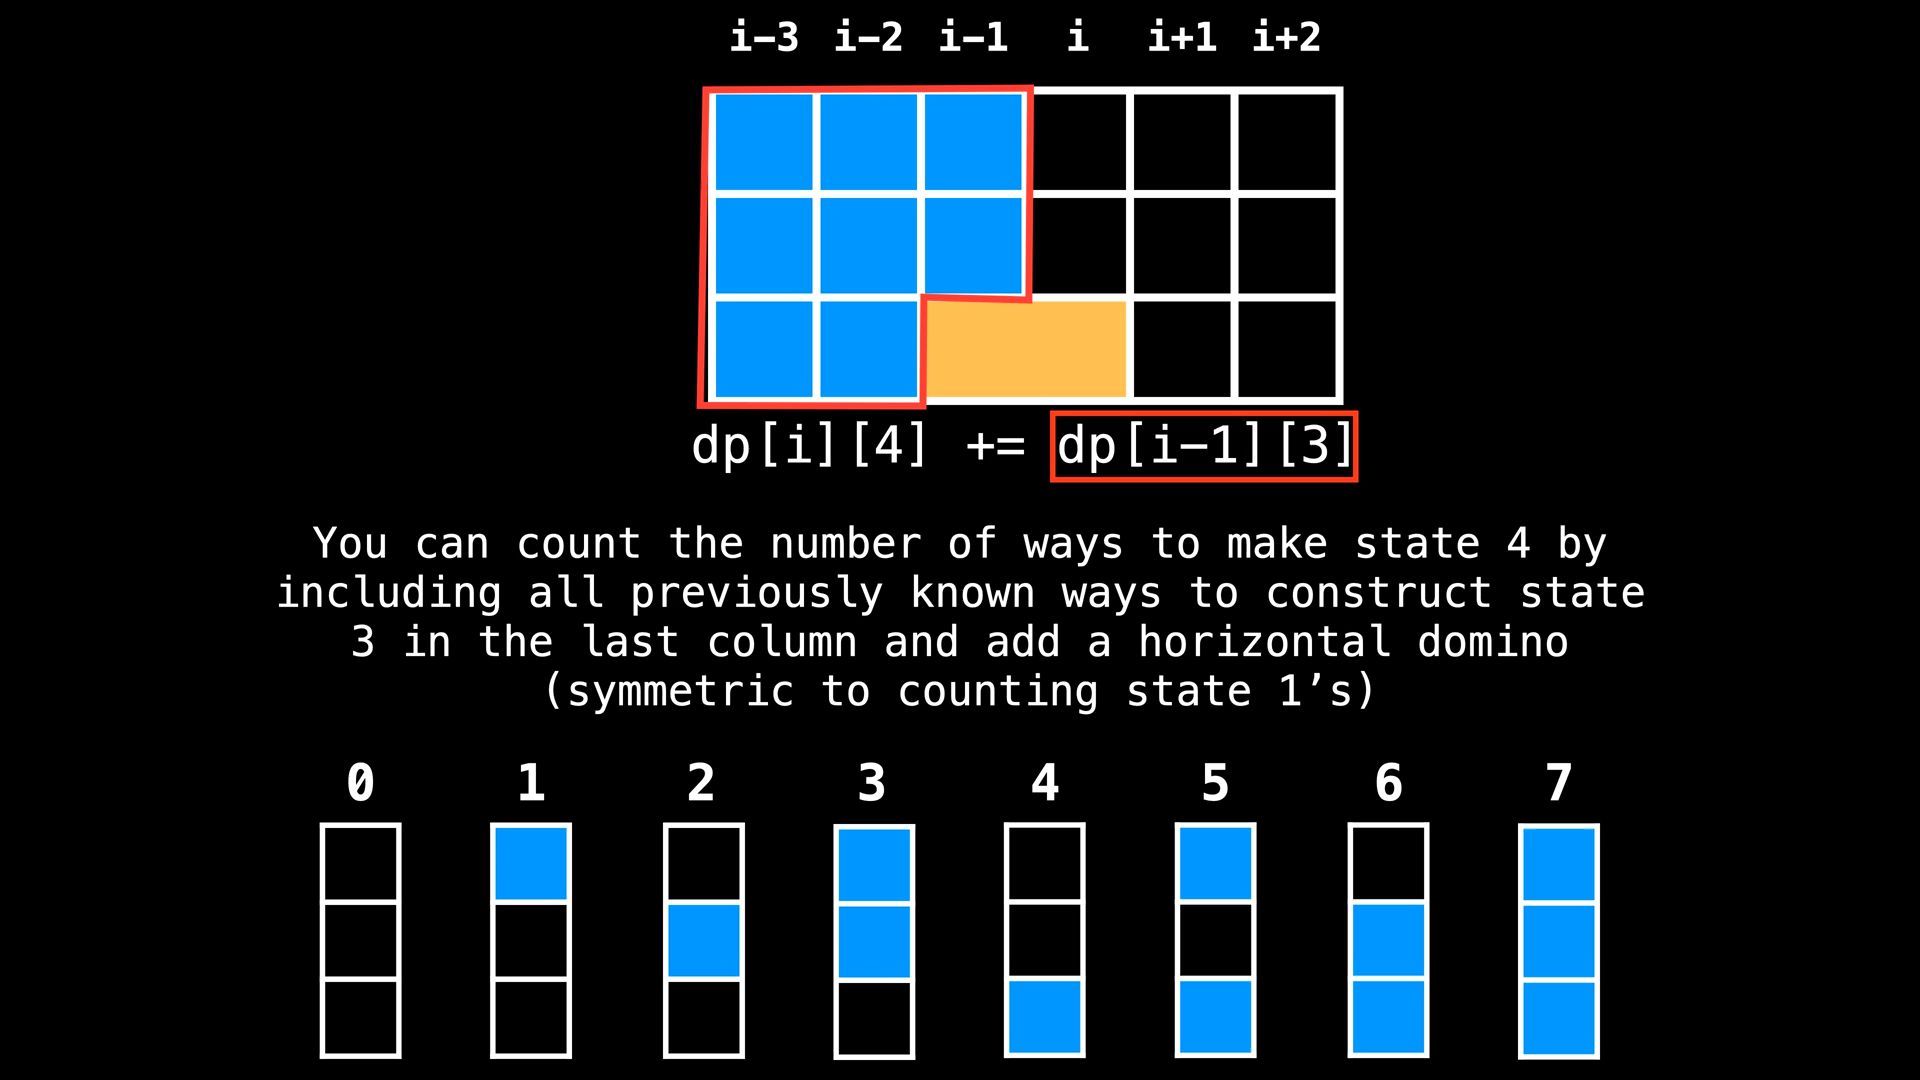 i−3 i−2 i−1 i i+1 i+2
dp[i][4] += dp[i−1][3]
You can count the number of ways to make state 4 by
including all previously known ways to construct state
3 in the last column and add a horizontal domino
(symmetric to counting state 1’s)
0 1 2 3 4 5 6 7